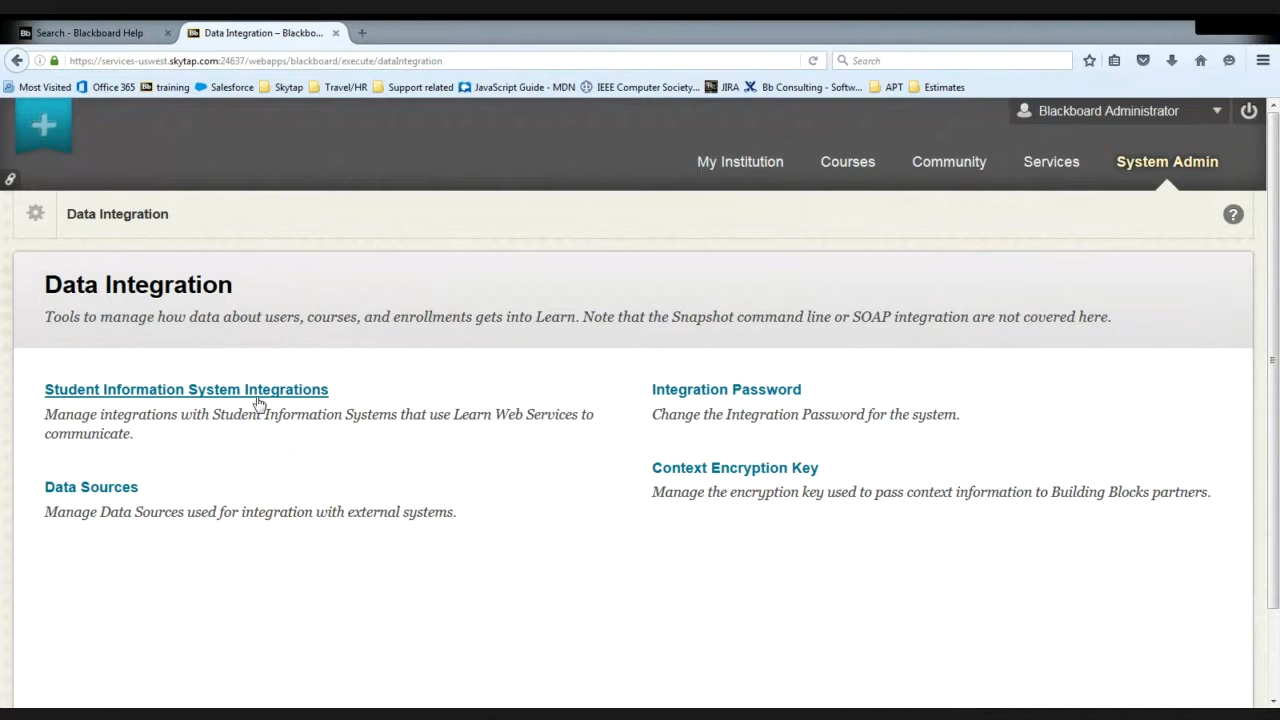 Bb Search - Blackboard Help × Bb Data Integration – Blackbo... × +
https://services-uswest.skytap.com:24637/webapps/blackboard/execute/dataIntegration Search
Most Visited Office 365 Bb training Salesforce Skytap Travel/HR Support related JavaScript Guide - MDN IEEE Computer Society... JIRA Bb Consulting - Softw... APT Estimates
Blackboard Administrator
My Institution Courses Community Services System Admin
Data Integration ?
Data Integration
Tools to manage how data about users, courses, and enrollments gets into Learn. Note that the Snapshot command line or SOAP integration are not covered here.
Student Information System Integrations
Manage integrations with Student Information Systems that use Learn Web Services to
communicate.
Data Sources
Manage Data Sources used for integration with external systems.
Integration Password
Change the Integration Password for the system.
Context Encryption Key
Manage the encryption key used to pass context information to Building Blocks partners.